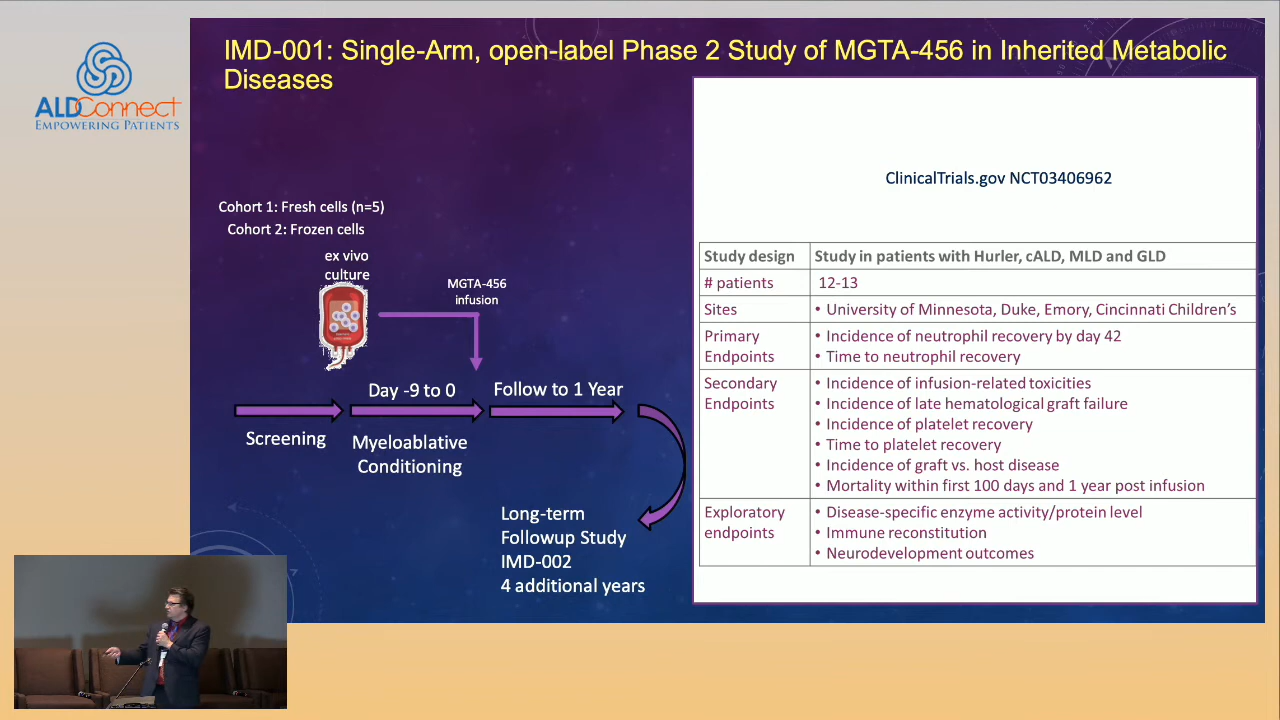 IMD-001: Single-Arm, open-label Phase 2 Study of MGTA-456 in Inherited Metabolic
Diseases
ALDConnect
EMPOWERING PATIENTS
Cohort 1: Fresh cells (n=5)
Cohort 2: Frozen cells
ex vivo
culture
MGTA-456
infusion
Day -9 to 0
Follow to 1 Year
Screening
Myeloablative
Conditioning
Long-term
Followup Study
IMD-002
4 additional years
ClinicalTrials.gov NCT03406962
Study design
Study in patients with Hurler, cALD, MLD and GLD
# patients
12-13
Sites
• University of Minnesota, Duke, Emory, Cincinnati Children's
Primary
Endpoints
• Incidence of neutrophil recovery by day 42
• Time to neutrophil recovery
Secondary
Endpoints
• Incidence of infusion-related toxicities
• Incidence of late hematological graft failure
• Incidence of platelet recovery
• Time to platelet recovery
• Incidence of graft vs. host disease
• Mortality within first 100 days and 1 year post infusion
Exploratory
endpoints
• Disease-specific enzyme activity/protein level
• Immune reconstitution
• Neurodevelopment outcomes